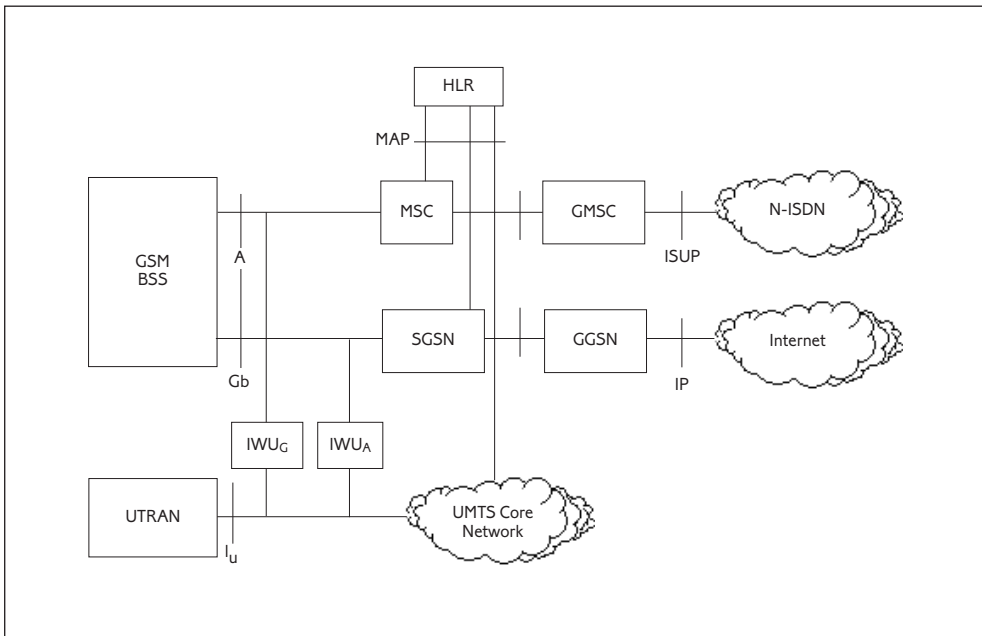 HLR
MAP
MSC
GMSC
N-ISDN
GSM
BSS
A
ISUP
SGSN
GGSN
Internet
Gb
IP
IWUG
IWUA
UTRAN
UMTS Core
Network
Iu